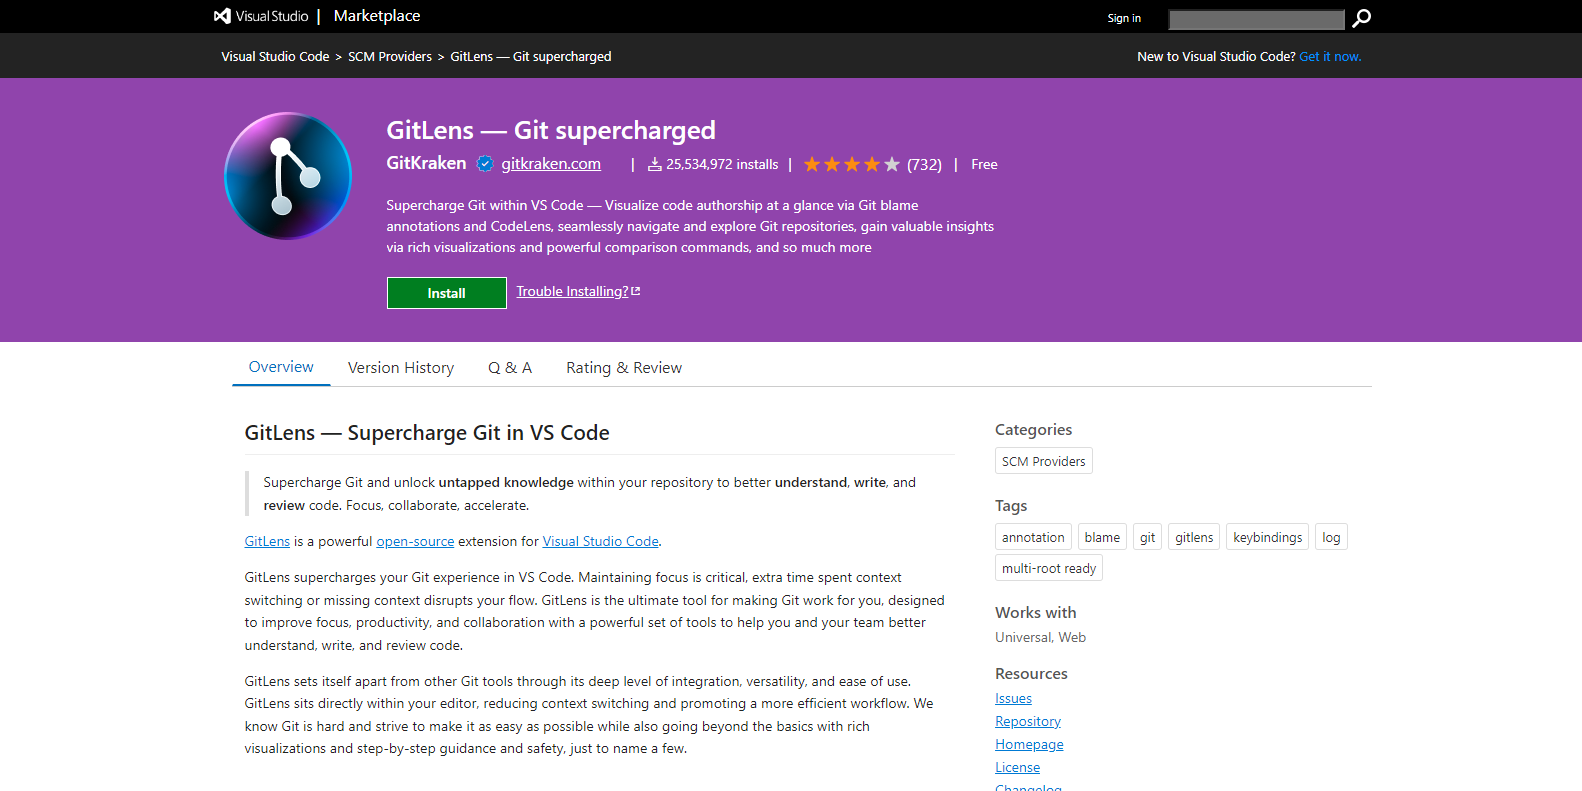 Visual Studio | Marketplace
Sign in
Visual Studio Code > SCM Providers > GitLens — Git supercharged
New to Visual Studio Code? Get it now.
GitLens — Git supercharged
GitKraken gitkraken.com | 25,534,972 installs | (732) | Free
Supercharge Git within VS Code — Visualize code authorship at a glance via Git blame
annotations and CodeLens, seamlessly navigate and explore Git repositories, gain valuable insights
via rich visualizations and powerful comparison commands, and so much more
Install
Trouble Installing?
Overview
Version History
Q & A
Rating & Review
GitLens — Supercharge Git in VS Code
Supercharge Git and unlock untapped knowledge within your repository to better understand, write, and
review code. Focus, collaborate, accelerate.
GitLens is a powerful open-source extension for Visual Studio Code.
GitLens supercharges your Git experience in VS Code. Maintaining focus is critical, extra time spent context
switching or missing context disrupts your flow. GitLens is the ultimate tool for making Git work for you, designed
to improve focus, productivity, and collaboration with a powerful set of tools to help you and your team better
understand, write, and review code.
GitLens sets itself apart from other Git tools through its deep level of integration, versatility, and ease of use.
GitLens sits directly within your editor, reducing context switching and promoting a more efficient workflow. We
know Git is hard and strive to make it as easy as possible while also going beyond the basics with rich
visualizations and step-by-step guidance and safety, just to name a few.
Categories
SCM Providers
Tags
annotation
blame
git
gitlens
keybindings
log
multi-root ready
Works with
Universal, Web
Resources
Issues
Repository
Homepage
License
Changelog